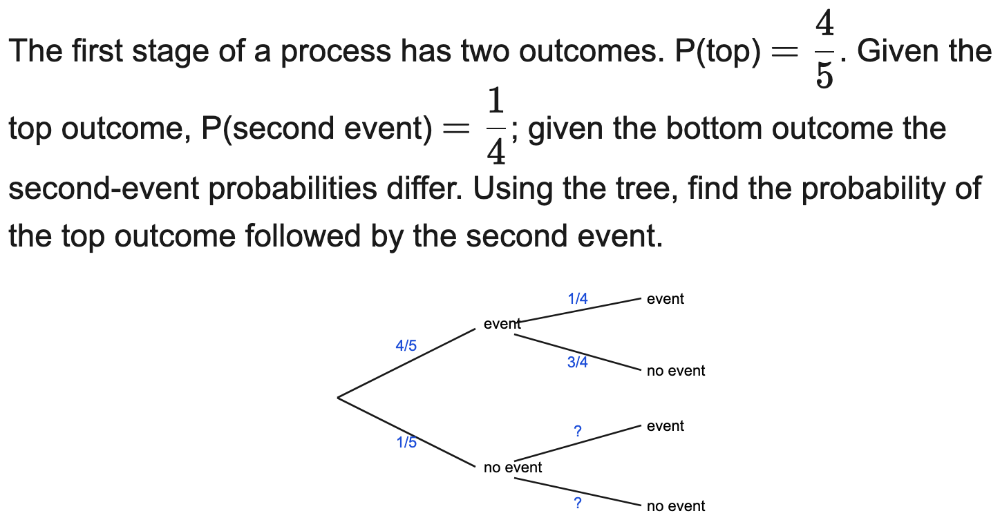 The first stage of a process has two outcomes. P(top) = 4/5. Given the
top outcome, P(second event) = 1/4; given the bottom outcome the
second-event probabilities differ. Using the tree, find the probability of
the top outcome followed by the second event.
1/4
event
event
4/5
3/4
no event
event
?
1/5
no event
?
no event